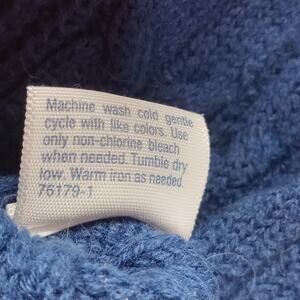 Machine wash cold gentle
cycle with like colors. Use
only non-chlorine bleach
when needed. Tumble dry
low. Warm iron as needed.
76179-1